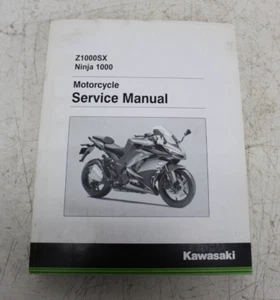 Z1000SX
Ninja 1000
Motorcycle
Service Manual
Kawasaki